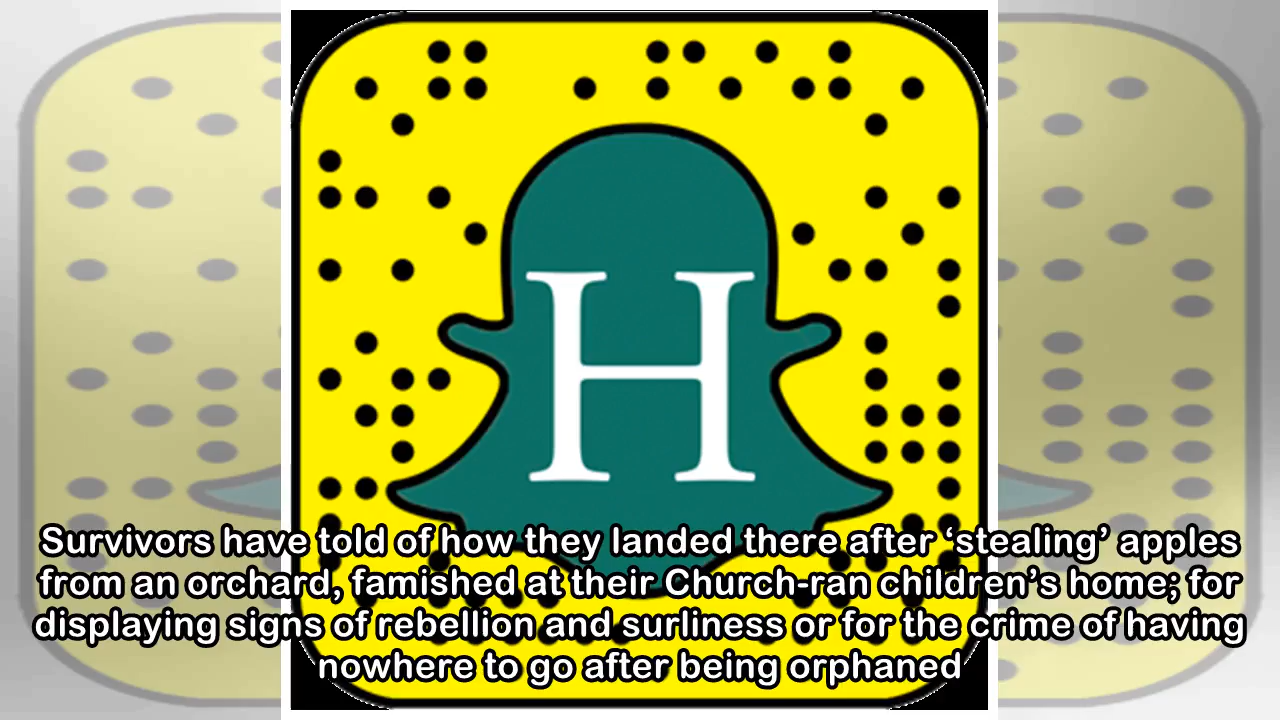 H
Survivors have told of how they landed there after ‘stealing’ apples
from an orchard, famished at their Church-ran children’s home; for
displaying signs of rebellion and surliness or for the crime of having
nowhere to go after being orphaned